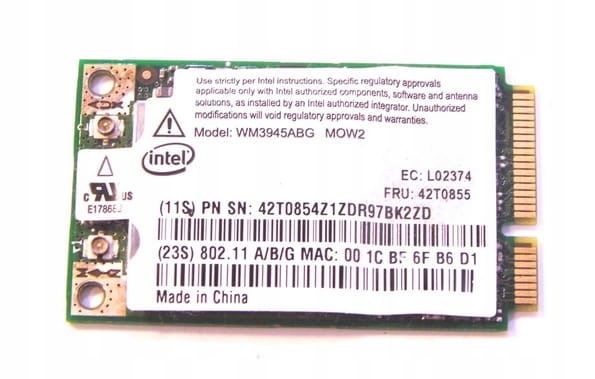 Use strictly per Intel instructions. Specific regulatory approvals
applicable only with Intel authorized components, software and antenna
solutions, as installed by an Intel authorized integrator. Unauthorized
modifications will void regulatory approvals and warranties.
Model: WM3945ABG MOW2
intel
EC: L02374
FRU: 42T0855
C US
(11S) PN SN: 42T0854Z1ZDR97BK2ZD
(23S) 802.11 A/B/G MAC: 00 1C BF 6F B6 D1
Made in China
AUX
MAIN